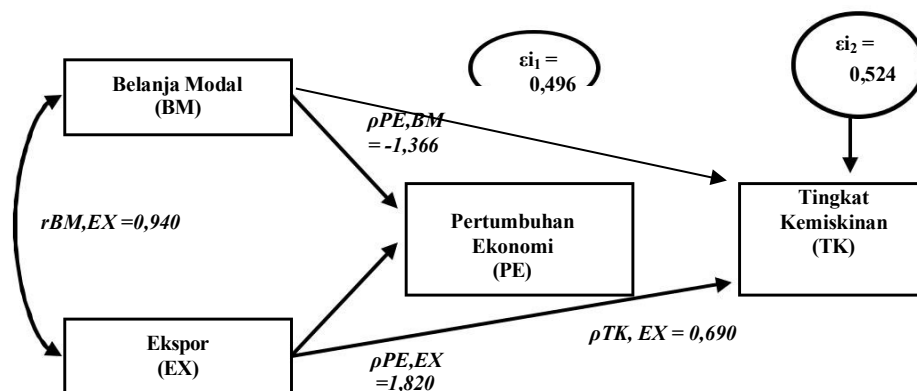 εi₁ =
0,496
εi₂ =
0,524
Belanja Modal
(BM)
ρPE,BM
= -1,366
rBM,EX =0,940
Pertumbuhan
Ekonomi
(PE)
Tingkat
Kemiskinan
(TK)
Ekspor
(EX)
ρPE,EX
=1,820
ρTK, EX = 0,690